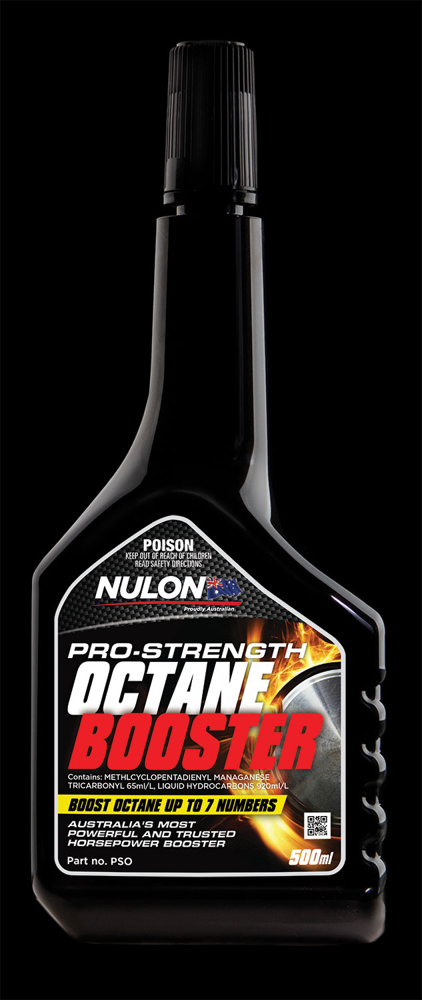 POISON
KEEP OUT OF REACH OF CHILDREN
READ SAFETY DIRECTIONS
NULON
Proudly Australian
PRO-STRENGTH
OCTANE
BOOSTER
Contains: METHLCYCLOPENTADIENYL MANAGANESE
TRICARBONYL 65ml/L, LIQUID HYDROCARBONS 920ml/L
BOOST OCTANE UP TO 7 NUMBERS
AUSTRALIA'S MOST
POWERFUL AND TRUSTED
HORSEPOWER BOOSTER
Part no. PSO
500ml